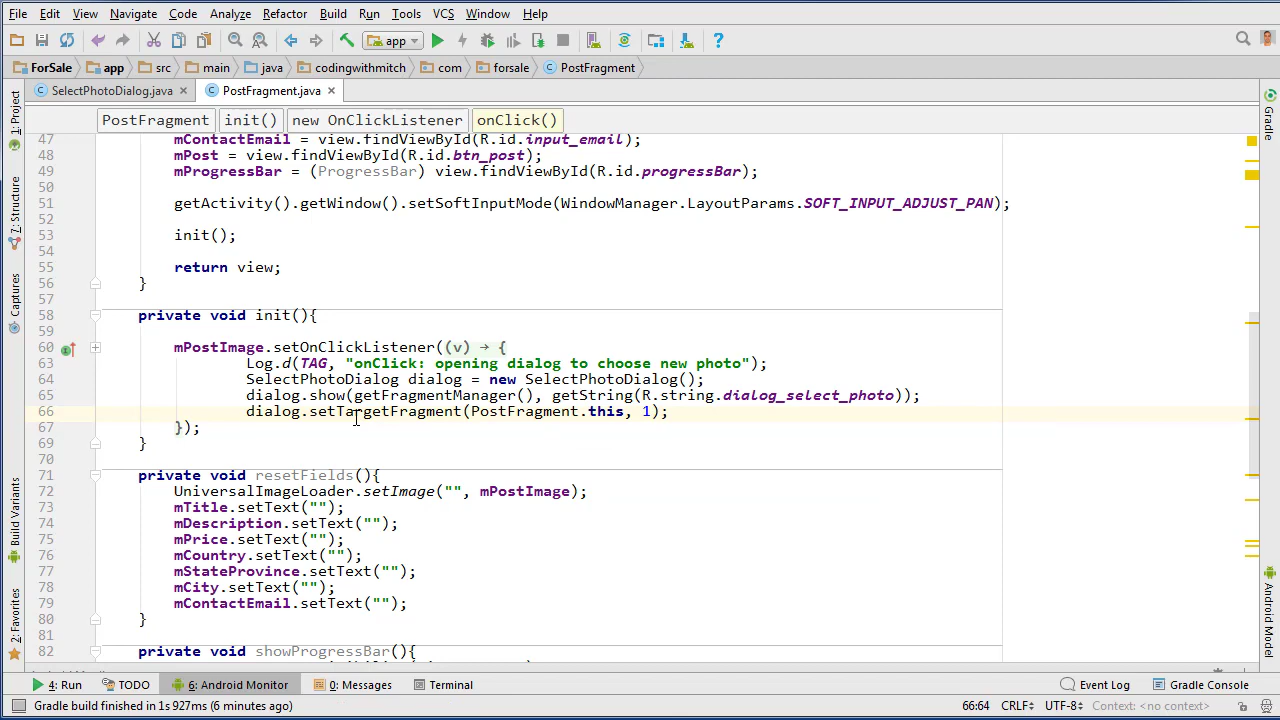 File Edit View Navigate Code Analyze Refactor Build Run Tools VCS Window Help
app
ForSale app src main java codingwithmitch com forsale PostFragment
SelectPhotoDialog.java PostFragment.java
PostFragment init() new OnClickListener onClick()
47 mContactEmail = view.findViewById(R.id.input_email);
48 mPost = view.findViewById(R.id.btn_post);
49 mProgressBar = (ProgressBar) view.findViewById(R.id.progressBar);
50
51 getActivity().getWindow().setSoftInputMode(WindowManager.LayoutParams.SOFT_INPUT_ADJUST_PAN);
52
53 init();
54
55 return view;
56 }
57
58 private void init(){
59
60 mPostImage.setOnClickListener((v) → {
63 Log.d(TAG, "onClick: opening dialog to choose new photo");
64 SelectPhotoDialog dialog = new SelectPhotoDialog();
65 dialog.show(getFragmentManager(), getString(R.string.dialog_select_photo));
66 dialog.setTargetFragment(PostFragment.this, 1);
67 });
69 }
70
71 private void resetFields(){
72 UniversalImageLoader.setImage("", mPostImage);
73 mTitle.setText("");
74 mDescription.setText("");
75 mPrice.setText("");
76 mCountry.setText("");
77 mStateProvince.setText("");
78 mCity.setText("");
79 mContactEmail.setText("");
80 }
81
82 private void showProgressBar(){
1: Project
7: Structure
Captures
Build Variants
2: Favorites
Gradle
Android Model
4: Run TODO 6: Android Monitor 0: Messages Terminal Event Log Gradle Console
Gradle build finished in 1s 927ms (6 minutes ago) 66:64 CRLF UTF-8 Context: <no context>